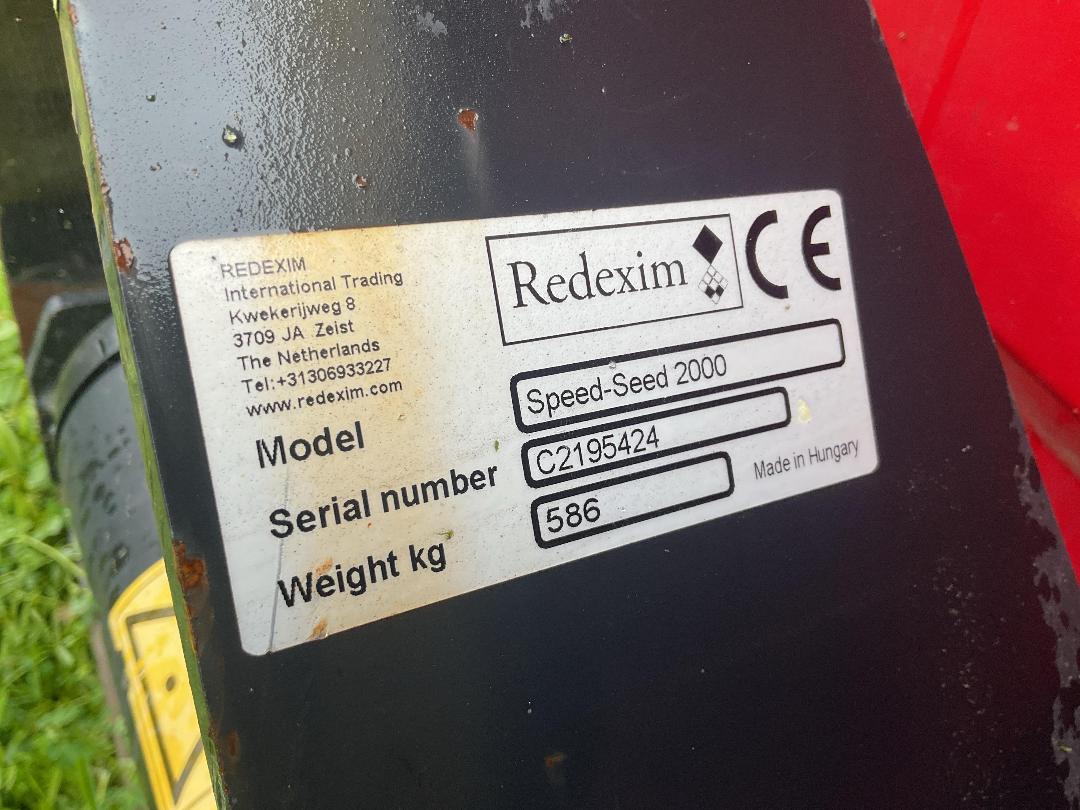 REDEXIM
International Trading
Kwekerijweg 8
3709 JA Zeist
The Netherlands
Tel:+31306933227
www.redexim.com
Redexim
CE
Model Speed-Seed 2000
Serial number C2195424
Weight kg 586
Made in Hungary